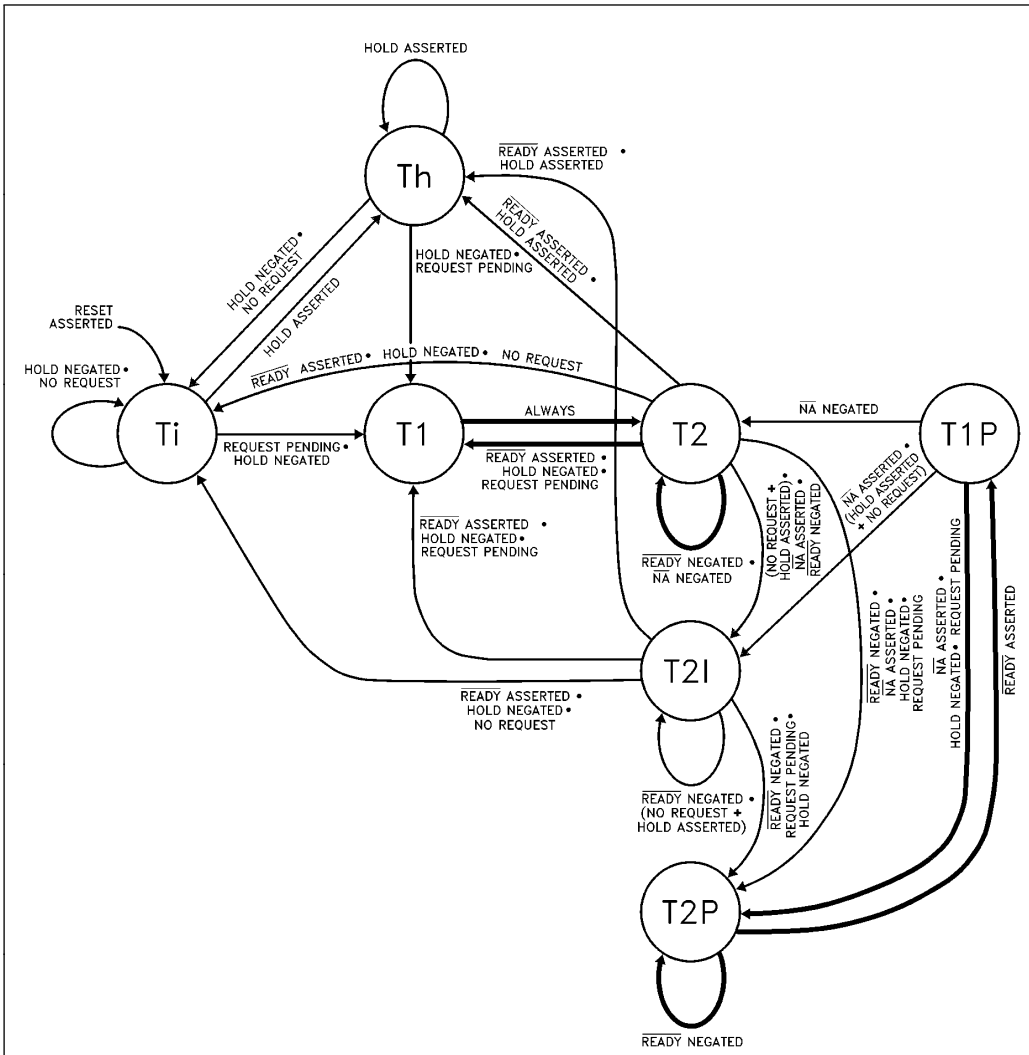 HOLD ASSERTED
Th
READY ASSERTED •
HOLD ASSERTED
READY ASSERTED •
HOLD ASSERTED
HOLD NEGATED •
NO REQUEST
HOLD ASSERTED
HOLD NEGATED •
REQUEST PENDING
RESET
ASSERTED
HOLD NEGATED •
NO REQUEST
READY ASSERTED • HOLD NEGATED • NO REQUEST
Ti
REQUEST PENDING •
HOLD NEGATED
T1
ALWAYS
READY ASSERTED •
HOLD NEGATED •
REQUEST PENDING
T2
NA NEGATED
T1P
READY NEGATED •
NA NEGATED
(NO REQUEST +
HOLD ASSERTED) •
NA ASSERTED •
READY NEGATED
NA ASSERTED •
(HOLD ASSERTED
+ NO REQUEST)
READY ASSERTED •
HOLD NEGATED •
REQUEST PENDING
READY NEGATED •
NA ASSERTED •
HOLD NEGATED •
REQUEST PENDING
NA ASSERTED •
HOLD NEGATED • REQUEST PENDING
READY ASSERTED
T2I
READY ASSERTED •
HOLD NEGATED •
NO REQUEST
READY NEGATED •
(NO REQUEST +
HOLD ASSERTED)
READY NEGATED •
REQUEST PENDING •
HOLD NEGATED
T2P
READY NEGATED